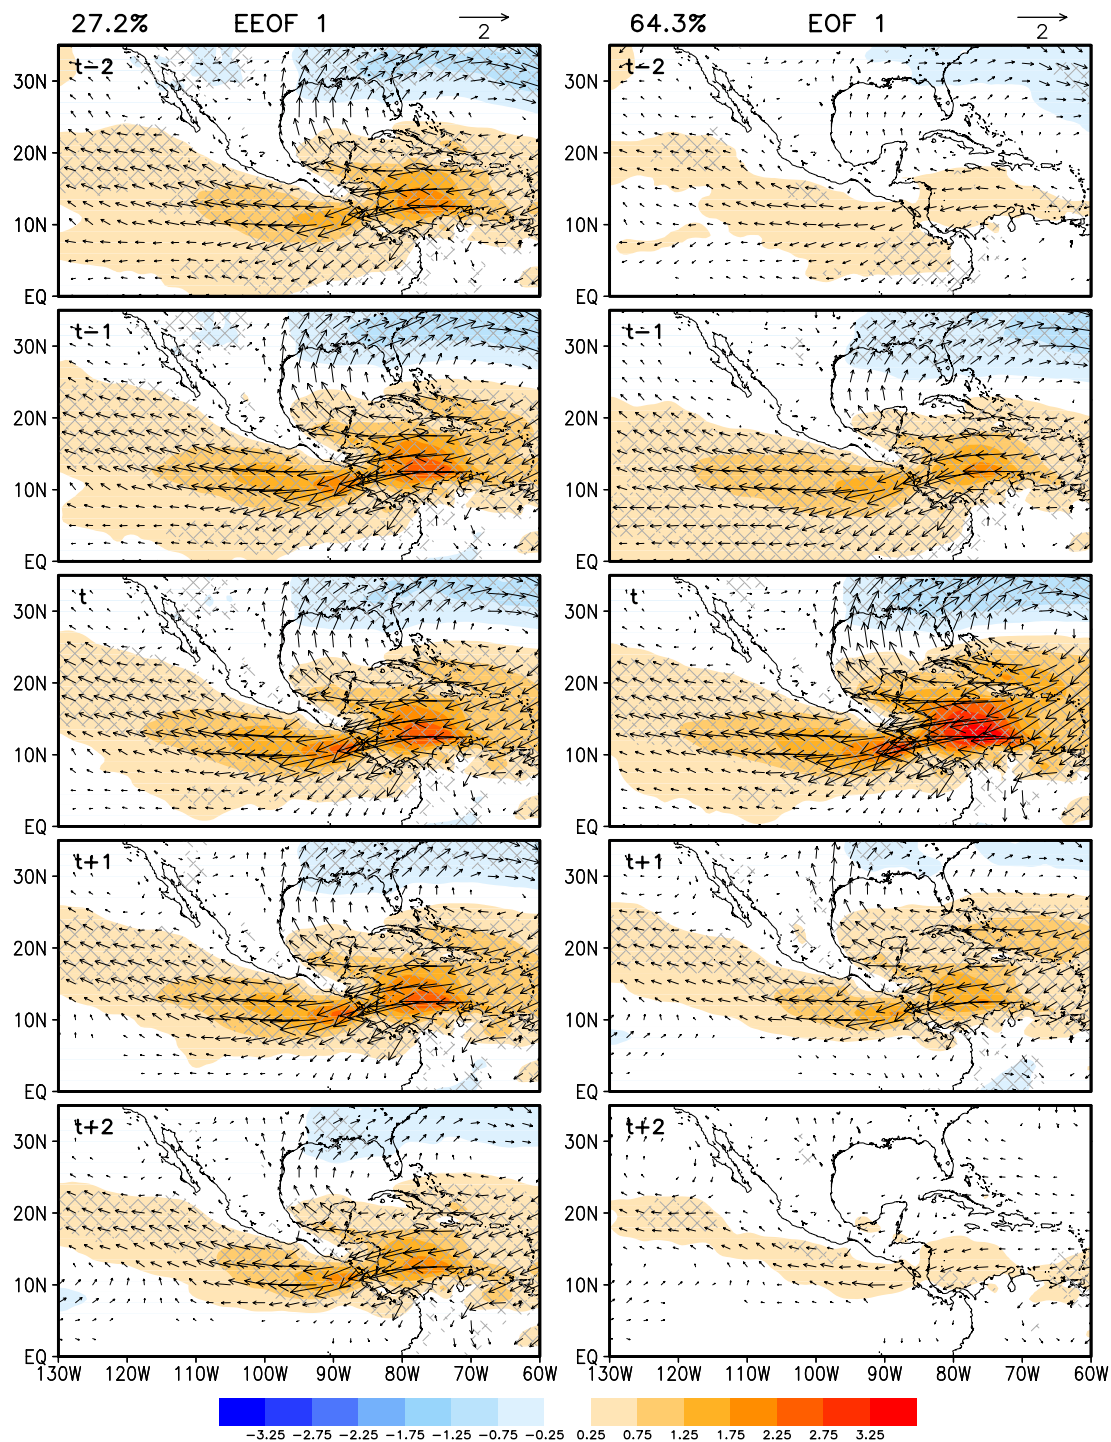 27.2% EEOF 1 2 64.3% EOF 1 2
t−2 t−2
30N 30N
20N 20N
10N 10N
EQ EQ
t−1 t−1
30N 30N
20N 20N
10N 10N
EQ EQ
t t
30N 30N
20N 20N
10N 10N
EQ EQ
t+1 t+1
30N 30N
20N 20N
10N 10N
EQ EQ
t+2 t+2
30N 30N
20N 20N
10N 10N
EQ EQ
130W 120W 110W 100W 90W 80W 70W 60W 130W 120W 110W 100W 90W 80W 70W 60W
−3.25 −2.75 −2.25 −1.75 −1.25 −0.75 −0.25 0.25 0.75 1.25 1.75 2.25 2.75 3.25